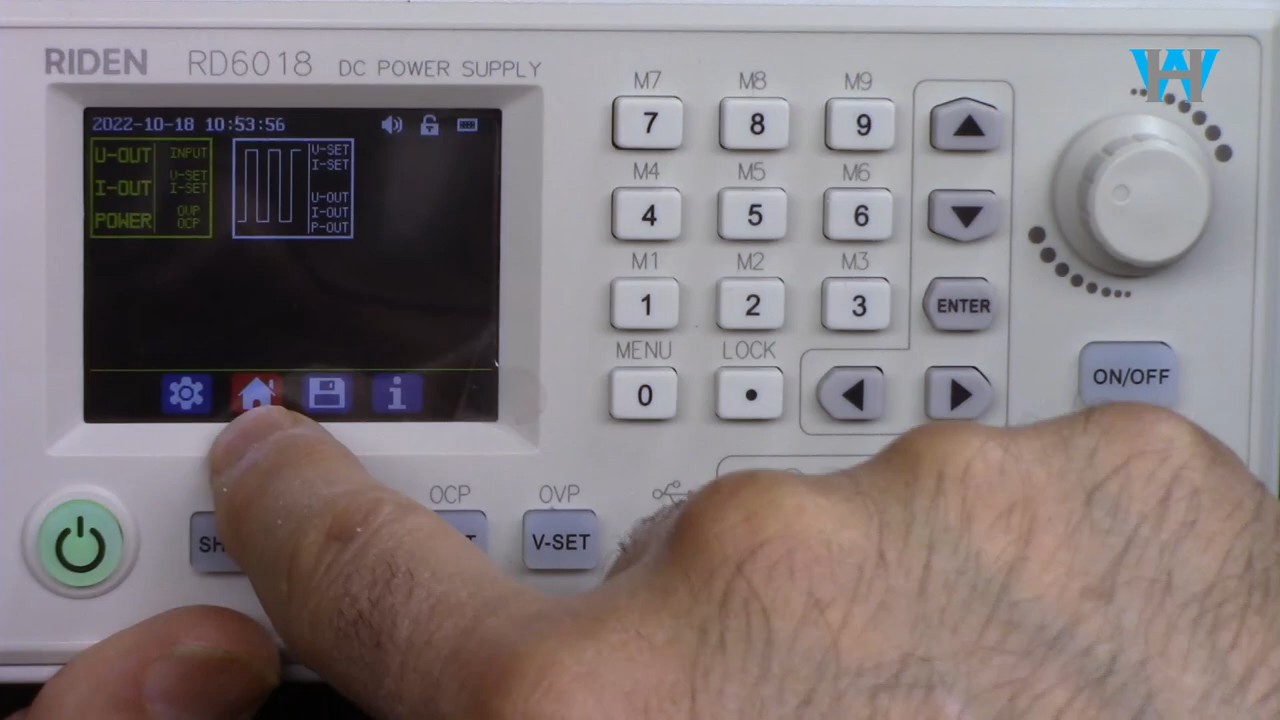 RIDEN RD6018 DC POWER SUPPLY
2022-10-18 10:53:56
U-OUT INPUT
I-OUT V-SET
I-SET
POWER OVP
OCP
V-SET
I-SET
U-OUT
I-OUT
P-OUT
M7 M8 M9
7 8 9
M4 M5 M6
4 5 6
M1 M2 M3
1 2 3
ENTER
MENU LOCK
0 .
ON/OFF
OCP OVP
SH
V-SET
WH